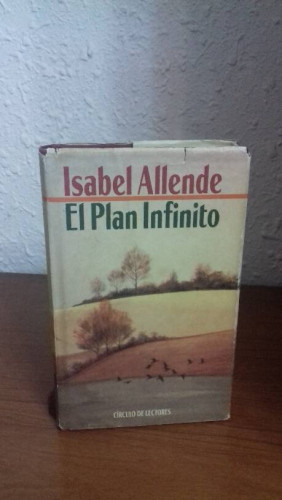 Isabel Allende
El Plan Infinito
CÍRCULO DE LECTORES